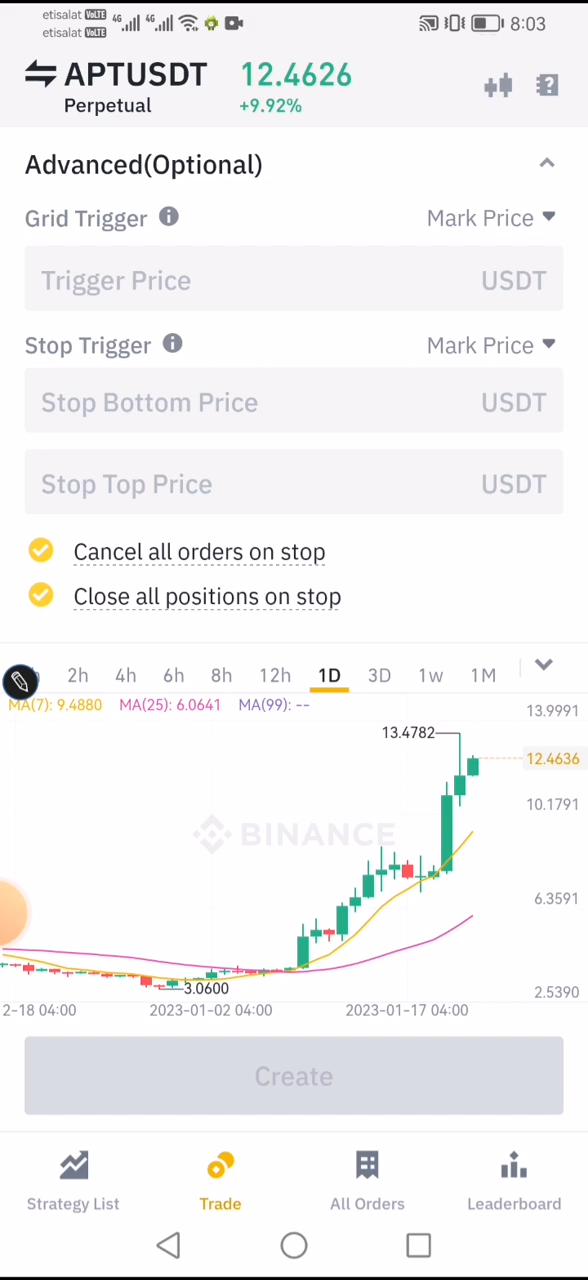 etisalat VoLTE 4G 4G 8:03
etisalat VoLTE
APTUSDT 12.4626
Perpetual +9.92%
Advanced(Optional)
Grid Trigger Mark Price
Trigger Price USDT
Stop Trigger Mark Price
Stop Bottom Price USDT
Stop Top Price USDT
Cancel all orders on stop
Close all positions on stop
2h 4h 6h 8h 12h 1D 3D 1w 1M
MA(7): 9.4880 MA(25): 6.0641 MA(99): --
13.9991
13.4782
12.4636
10.1791
BINANCE
6.3591
3.0600
2.5390
2-18 04:00 2023-01-02 04:00 2023-01-17 04:00
Create
Strategy List Trade All Orders Leaderboard